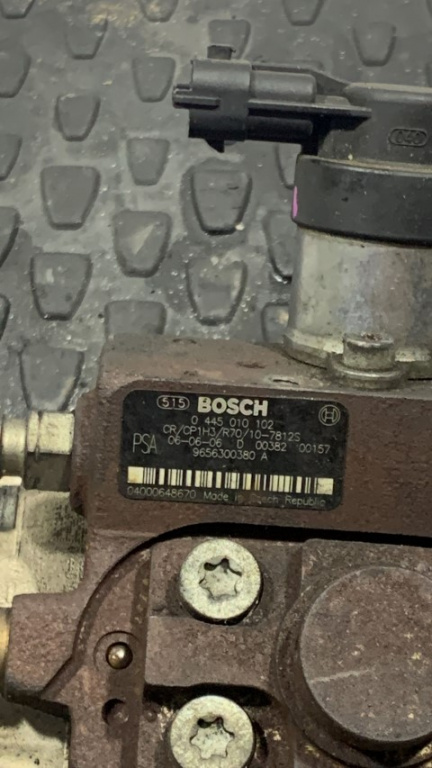 515 BOSCH
0 445 010 102
CR/CP1H3/R70/10-7812S
PSA 06-06-06 D 00382 00157
9656300380 A
04000648670 Made in Czech Republic